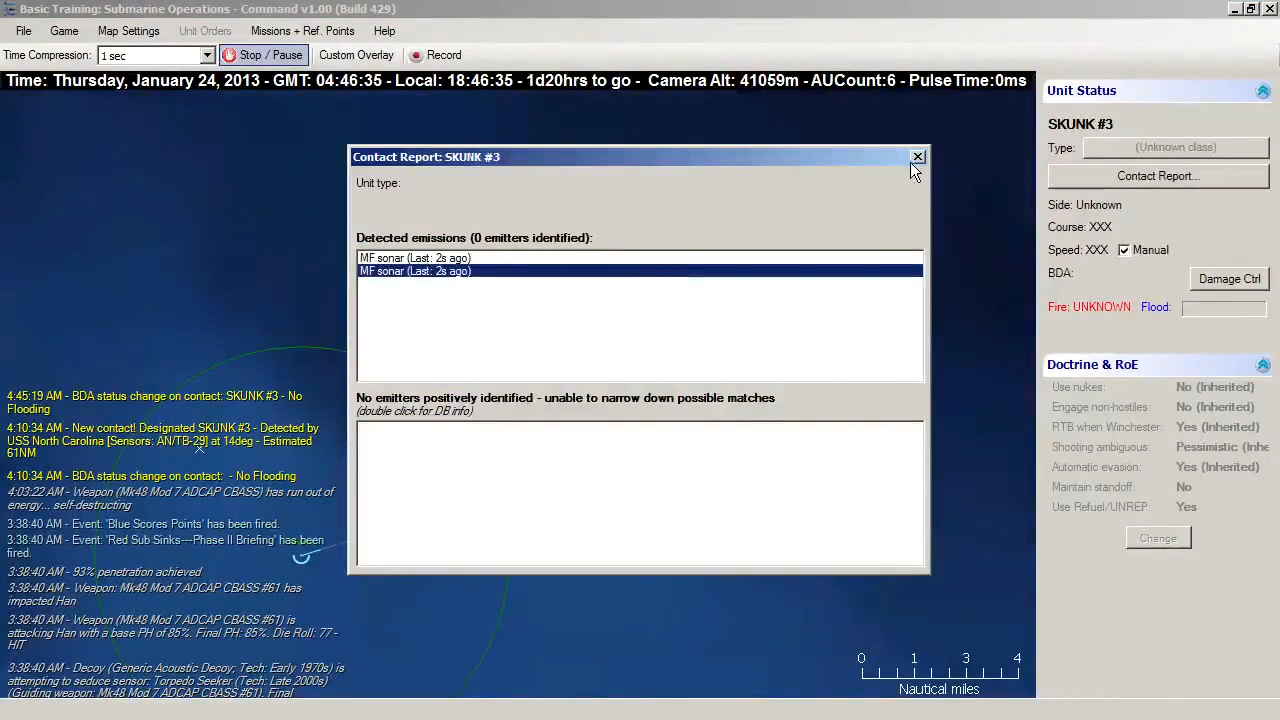 Basic Training: Submarine Operations - Command v1.00 (Build 429)
File Game Map Settings Unit Orders Missions + Ref. Points Help
Time Compression: 1 sec Stop / Pause Custom Overlay Record
Time: Thursday, January 24, 2013 - GMT: 04:46:35 - Local: 18:46:35 - 1d20hrs to go - Camera Alt: 41059m - AUCount:6 - PulseTime:0ms
Contact Report: SKUNK #3
Unit type:
Detected emissions (0 emitters identified):
MF sonar (Last: 2s ago)
MF sonar (Last: 2s ago)
No emitters positively identified - unable to narrow down possible matches
(double click for DB info)
4:45:19 AM - BDA status change on contact: SKUNK #3 - No
Flooding
4:10:34 AM - New contact! Designated SKUNK #3 - Detected by
USS North Carolina [Sensors: AN/TB-29] at 14deg - Estimated
61NM
4:10:34 AM - BDA status change on contact: - No Flooding
4:03:22 AM - Weapon (Mk48 Mod 7 ADCAP CBASS) has run out of
energy... self-destructing
3:38:40 AM - Event: 'Blue Scores Points' has been fired.
3:38:40 AM - Event: 'Red Sub Sinks---Phase II Briefing' has been
fired.
3:38:40 AM - 93% penetration achieved
3:38:40 AM - Weapon: Mk48 Mod 7 ADCAP CBASS #61 has
impacted Han
3:38:40 AM - Weapon (Mk48 Mod 7 ADCAP CBASS #61) is
attacking Han with a base PH of 85%. Final PH: 85%. Die Roll: 77 -
HIT
3:38:40 AM - Decoy (Generic Acoustic Decoy; Tech: Early 1970s) is
attempting to seduce sensor: Torpedo Seeker (Tech: Late 2000s)
(Guiding weapon: Mk48 Mod 7 ADCAP CBASS #61). Final
0 1 3 4
Nautical miles
Unit Status
SKUNK #3
Type: (Unknown class)
Contact Report...
Side: Unknown
Course: XXX
Speed: XXX Manual
BDA: Damage Ctrl
Fire: UNKNOWN Flood:
Doctrine & RoE
Use nukes: No (Inherited)
Engage non-hostiles: No (Inherited)
RTB when Winchester: Yes (Inherited)
Shooting ambiguous: Pessimistic (Inhe
Automatic evasion: Yes (Inherited)
Maintain standoff: No
Use Refuel/UNREP: Yes
Change